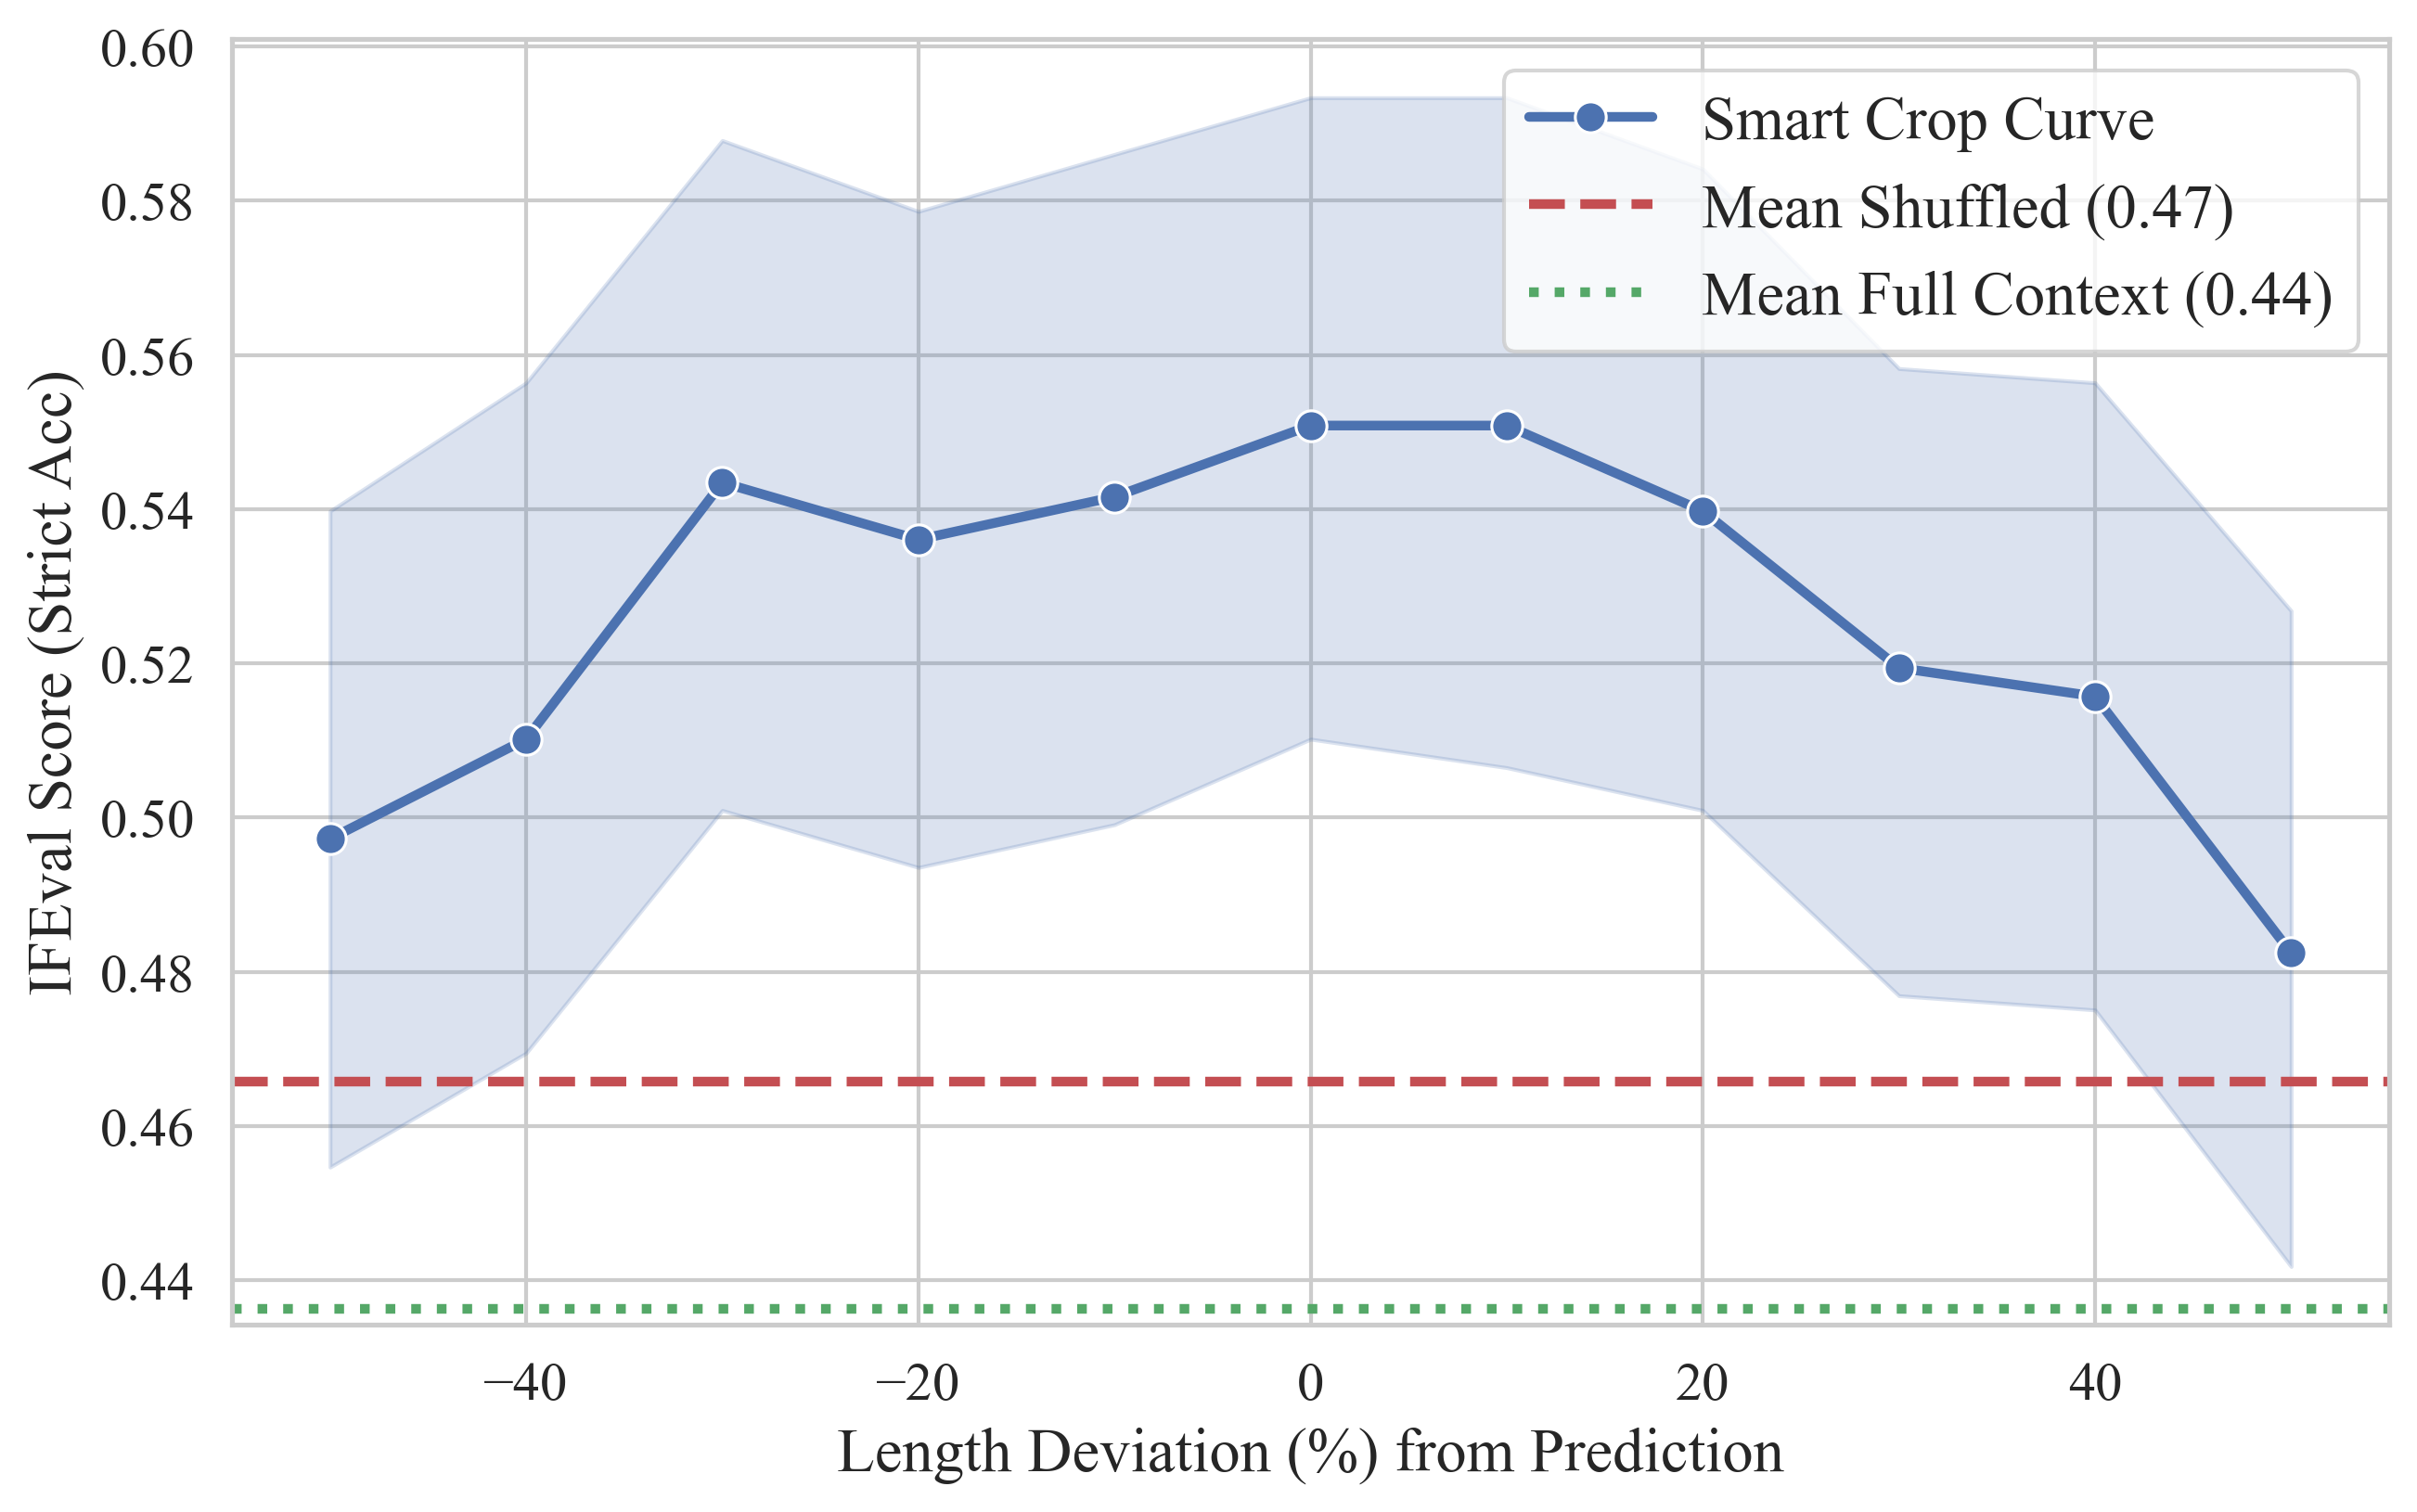 IFEval Score (Strict Acc)
0.60
0.58
0.56
0.54
0.52
0.50
0.48
0.46
0.44
Smart Crop Curve
Mean Shuffled (0.47)
Mean Full Context (0.44)
−40
−20
0
20
40
Length Deviation (%) from Prediction